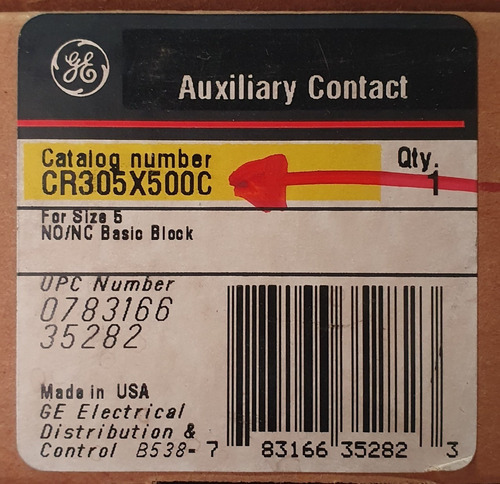 GE
Auxiliary Contact
Catalog number
CR305X500C
Qty.
1
For Size 5
NO/NC Basic Block
UPC Number
0783166
35282
Made in USA
GE Electrical
Distribution &
Control B538-
7 83166 35282 3